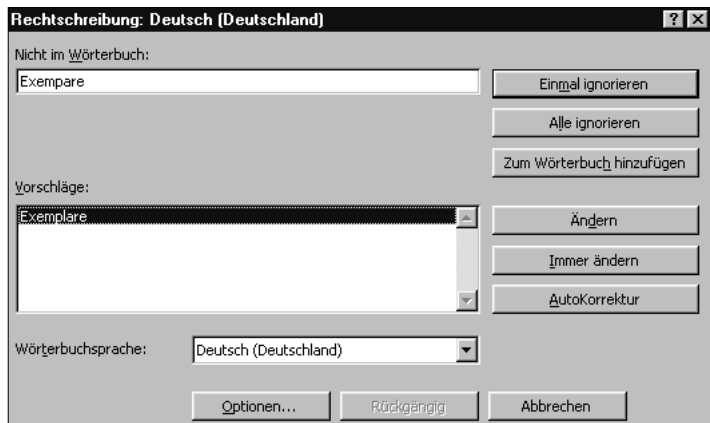 Rechtschreibung: Deutsch (Deutschland)
Nicht im Wörterbuch:
Exempare
Einmal ignorieren
Alle ignorieren
Zum Wörterbuch hinzufügen
Vorschläge:
Exemplare
Ändern
Immer ändern
AutoKorrektur
Wörterbuchsprache:
Deutsch (Deutschland)
Optionen...
Rückgängig
Abbrechen